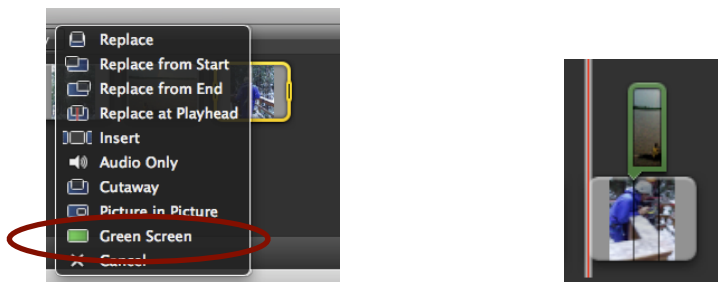 Replace
Replace from Start
Replace from End
Replace at Playhead
Insert
Audio Only
Cutaway
Picture in Picture
Green Screen
Cancel